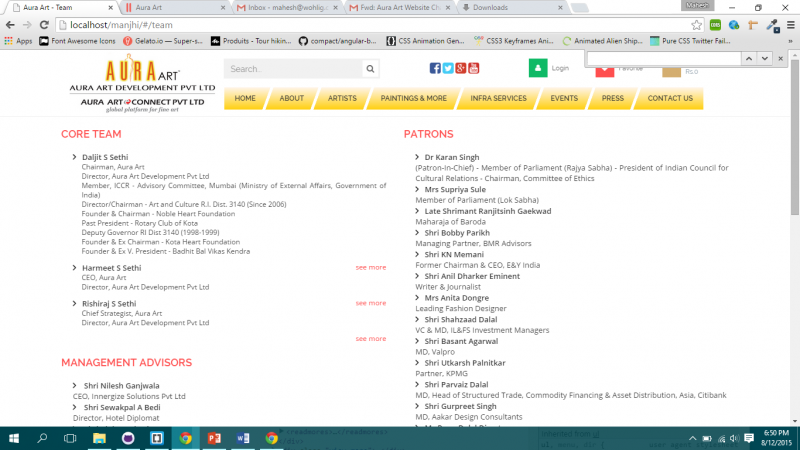 Mahesh
Aura Art - Team
Aura Art
Inbox - mahesh@wohlig.
Fwd: Aura Art Website Ch
Downloads
localhost/manjhi/#/team
Apps
Font Awesome Icons
Gelato.io — Super-s...
Produits - Tour hikin...
compact/angular-b...
CSS Animation Gen...
CSS3 Keyframes Ani...
Animated Alien Ship...
Pure CSS Twitter Fail...
AURA ART
AURA ART DEVELOPMENT PVT LTD
AURA ART CONNECT PVT LTD
global platform for fine art
Search..
Login
Favorite
Rs.0
HOME
ABOUT
ARTISTS
PAINTINGS & MORE
INFRA SERVICES
EVENTS
PRESS
CONTACT US
CORE TEAM
Daljit S Sethi
Chairman, Aura Art
Director, Aura Art Development Pvt Ltd
Member, ICCR - Advisory Committee, Mumbai (Ministry of External Affairs, Government of
India)
Director/Chairman - Art and Culture R.I. Dist. 3140 (Since 2006)
Founder & Chairman - Noble Heart Foundation
Past President - Rotary Club of Kota
Deputy Governor RI Dist 3140 (1998-1999)
Founder & Ex Chairman - Kota Heart Foundation
Founder & Ex V. President - Badhit Bal Vikas Kendra
see more
Harmeet S Sethi
CEO, Aura Art
Director, Aura Art Development Pvt Ltd
see more
Rishiraj S Sethi
Chief Strategist, Aura Art
Director, Aura Art Development Pvt Ltd
see more
MANAGEMENT ADVISORS
Shri Nilesh Ganjwala
CEO, Innergize Solutions Pvt Ltd
Shri Sewakpal A Bedi
Director, Hotel Diplomat
PATRONS
Dr Karan Singh
(Patron-In-Chief) - Member of Parliament (Rajya Sabha) - President of Indian Council for
Cultural Relations - Chairman, Committee of Ethics
Mrs Supriya Sule
Member of Parliament (Lok Sabha)
Late Shrimant Ranjitsinh Gaekwad
Maharaja of Baroda
Shri Bobby Parikh
Managing Partner, BMR Advisors
Shri KN Memani
Former Chairman & CEO, E&Y India
Shri Anil Dharker Eminent
Writer & Journalist
Mrs Anita Dongre
Leading Fashion Designer
Shri Shahzaad Dalal
VC & MD, IL&FS Investment Managers
Shri Basant Agarwal
MD, Valpro
Shri Utkarsh Palnitkar
Partner, KPMG
Shri Parvaiz Dalal
MD, Head of Structured Trade, Commodity Financing & Asset Distribution, Asia, Citibank
Shri Gurpreet Singh
MD, Aakar Design Consultants
6:50 PM
8/12/2015